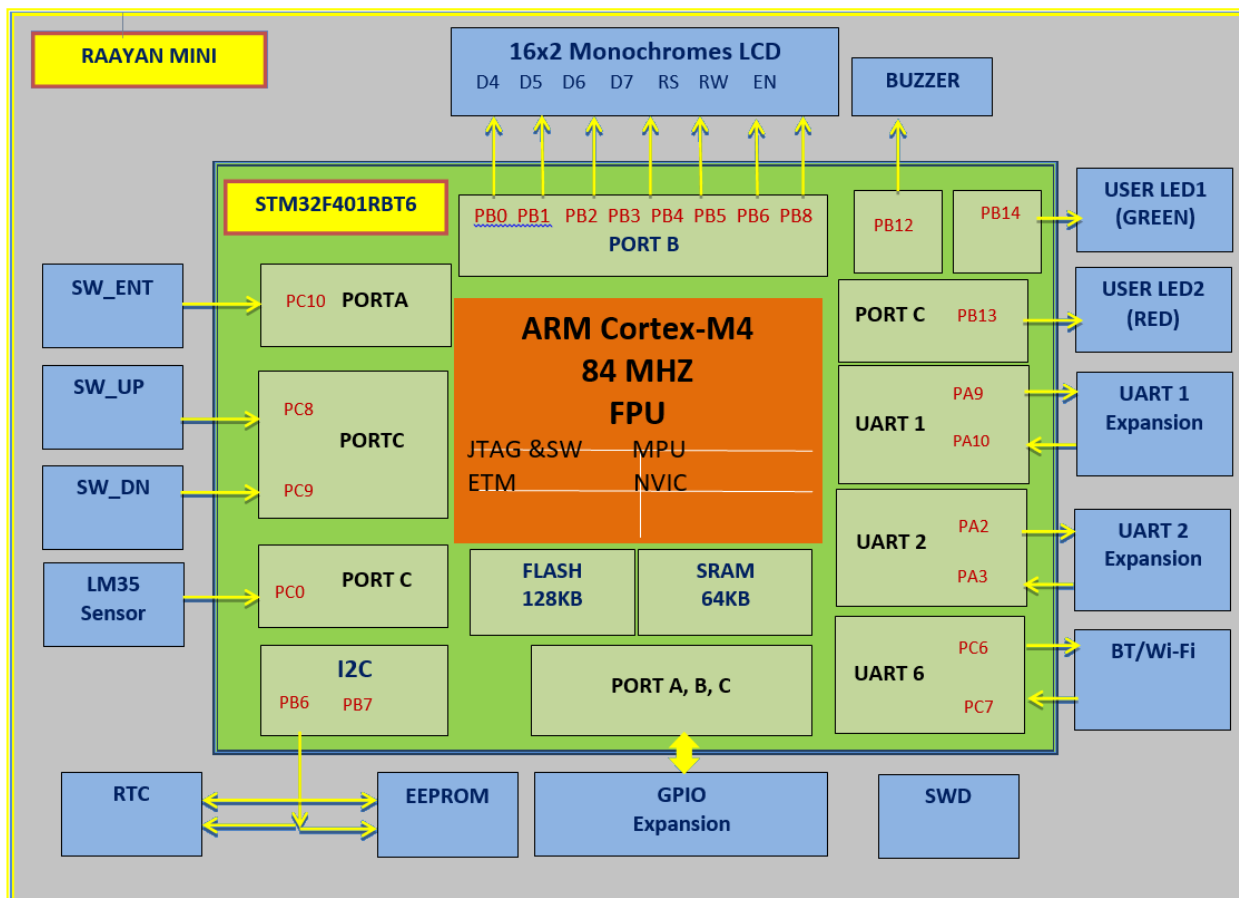 RAAYAN MINI
16x2 Monochromes LCD
D4 D5 D6 D7 RS RW EN
BUZZER
STM32F401RBT6
PB0 PB1 PB2 PB3 PB4 PB5 PB6 PB8
PORT B
PB12
PB14
USER LED1
(GREEN)
SW_ENT
PC10 PORTA
ARM Cortex-M4
84 MHZ
FPU
JTAG &SW MPU
ETM NVIC
PORT C PB13
USER LED2
(RED)
SW_UP
PC8
PORTC
PC9
SW_DN
UART 1
PA9
PA10
UART 1
Expansion
UART 2
PA2
PA3
UART 2
Expansion
LM35
Sensor
PC0 PORT C
FLASH
128KB
SRAM
64KB
I2C
PB6 PB7
PORT A, B, C
UART 6
PC6
PC7
BT/Wi-Fi
RTC
EEPROM
GPIO
Expansion
SWD